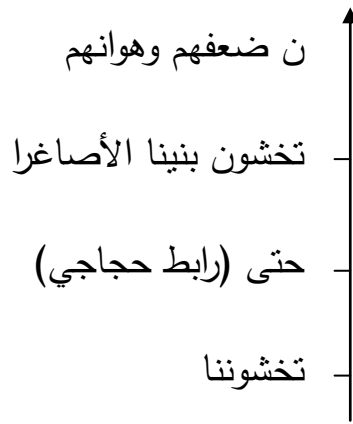 ن ضعفهم وهوانهم
تخشون بنينا الأصاغرا
حتى (رابط حجاجي)
تخشوننا